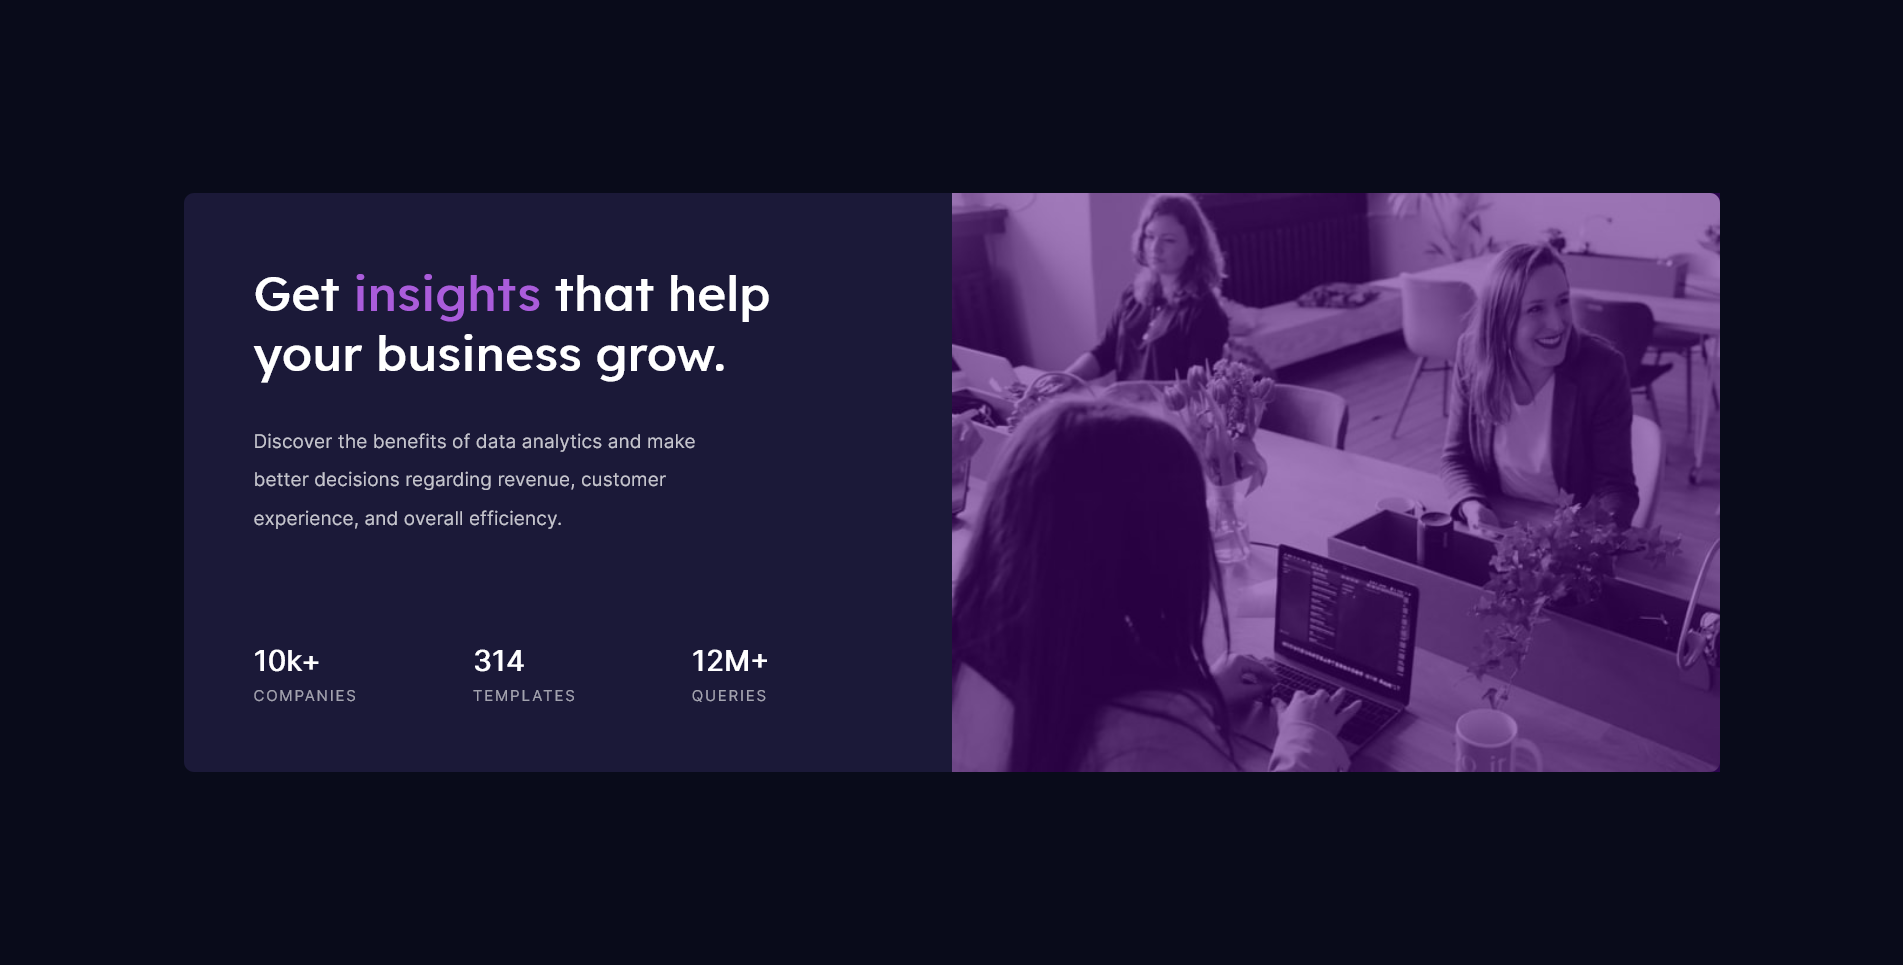 Get insights that help
your business grow.
Discover the benefits of data analytics and make
better decisions regarding revenue, customer
experience, and overall efficiency.
10k+ 314 12M+
COMPANIES TEMPLATES QUERIES